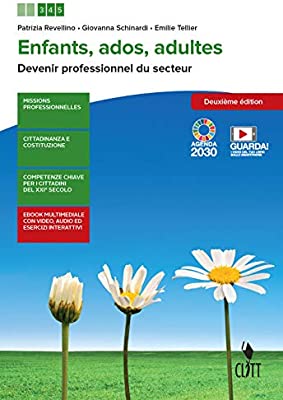 3 4 5
Patrizia Revellino - Giovanna Schinardi - Emilie Tellier
Enfants, ados, adultes
Devenir professionnel du secteur
Deuxième édition
MISSIONS
PROFESSIONNELLES
CITTADINANZA E
COSTITUZIONE
COMPETENZE CHIAVE
PER I CITTADINI
DEL XXI° SECOLO
EBOOK MULTIMEDIALE
CON VIDEO, AUDIO ED
ESERCIZI INTERATTIVI
AGENDA
2030
GUARDA!
CLITT